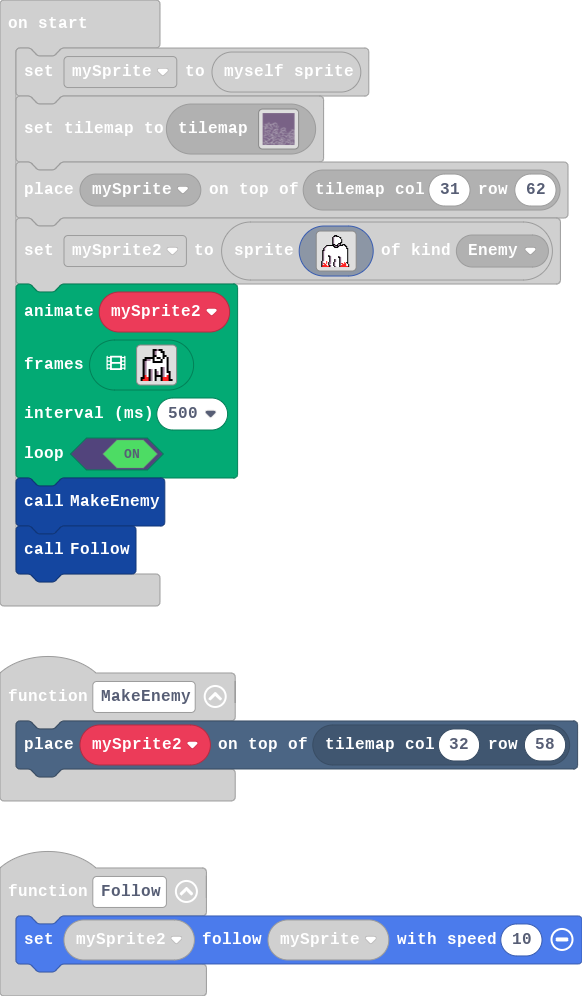 on start
set mySprite to myself sprite
set tilemap to tilemap
place mySprite on top of tilemap col 31 row 62
set mySprite2 to sprite of kind Enemy
animate mySprite2
frames
interval (ms) 500
loop ON
call MakeEnemy
call Follow
function MakeEnemy
place mySprite2 on top of tilemap col 32 row 58
function Follow
set mySprite2 follow mySprite with speed 10